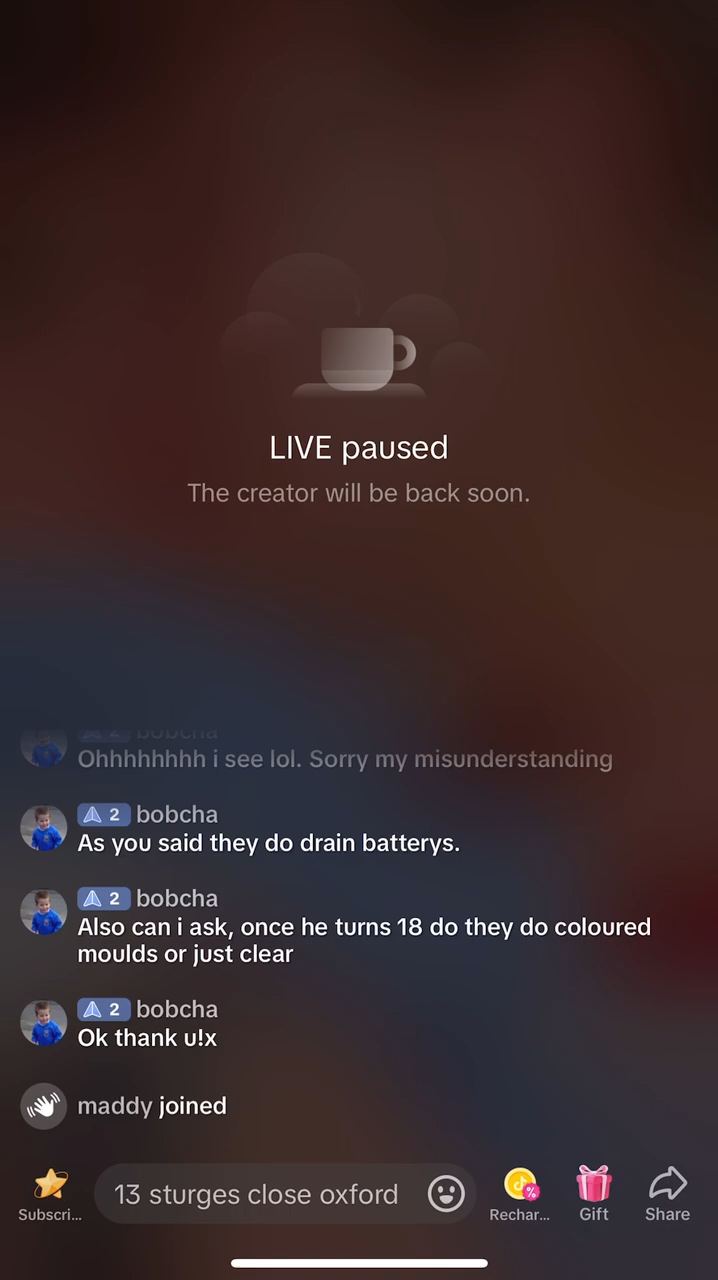 LIVE paused
The creator will be back soon.
2 bobcha
Ohhhhhhhh i see lol. Sorry my misunderstanding
2 bobcha
As you said they do drain batterys.
2 bobcha
Also can i ask, once he turns 18 do they do coloured
moulds or just clear
2 bobcha
Ok thank u!x
maddy joined
13 sturges close oxford
Subscri...
Rechar...
Gift
Share